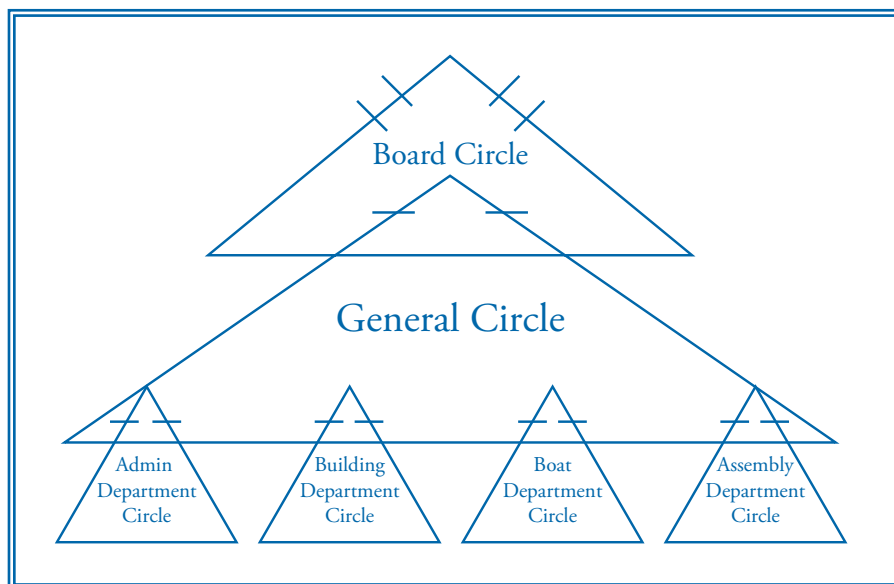 Board Circle
General Circle
Admin
Department
Circle
Building
Department
Circle
Boat
Department
Circle
Assembly
Department
Circle